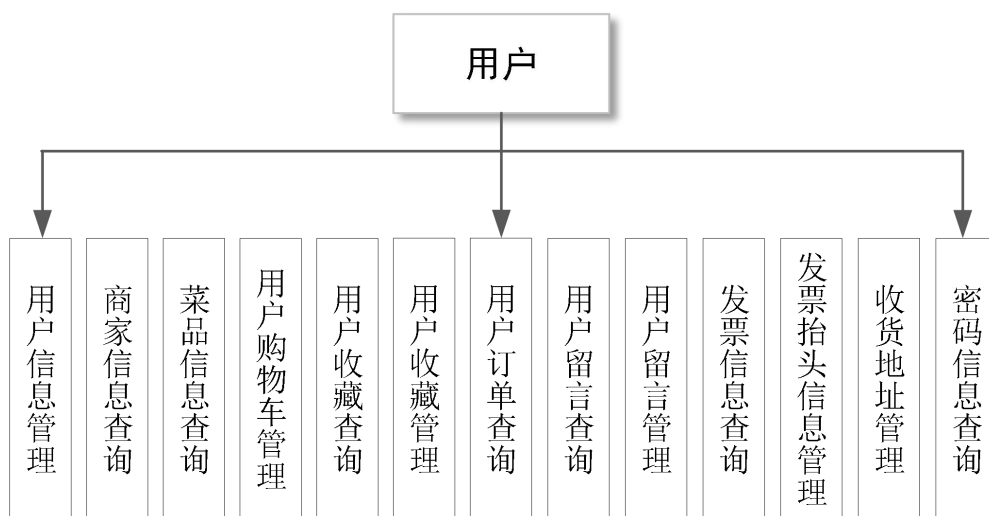 用户
用户信息管理
商家信息查询
菜品信息查询
用户购物车管理
用户收藏查询
用户收藏管理
用户订单查询
用户留言查询
用户留言管理
发票信息查询
发票抬头信息管理
收货地址管理
密码信息查询